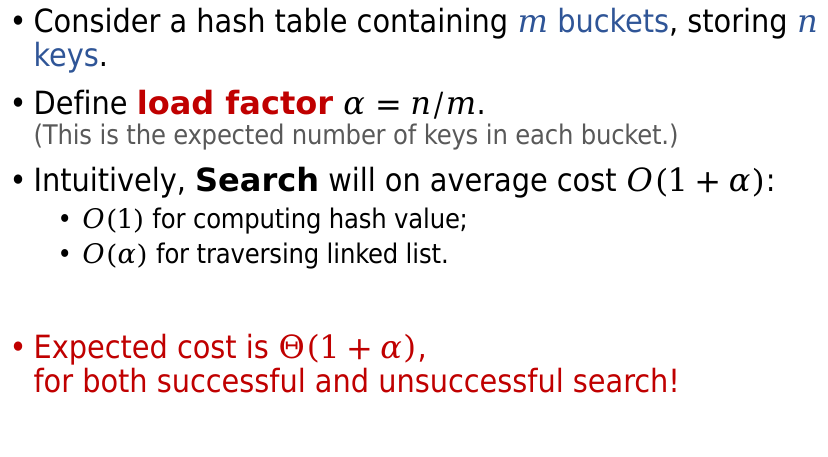 • Consider a hash table containing m buckets, storing n
keys.
• Define load factor α = n/m.
(This is the expected number of keys in each bucket.)
• Intuitively, Search will on average cost O(1 + α):
• O(1) for computing hash value;
• O(α) for traversing linked list.
• Expected cost is Θ(1 + α),
for both successful and unsuccessful search!